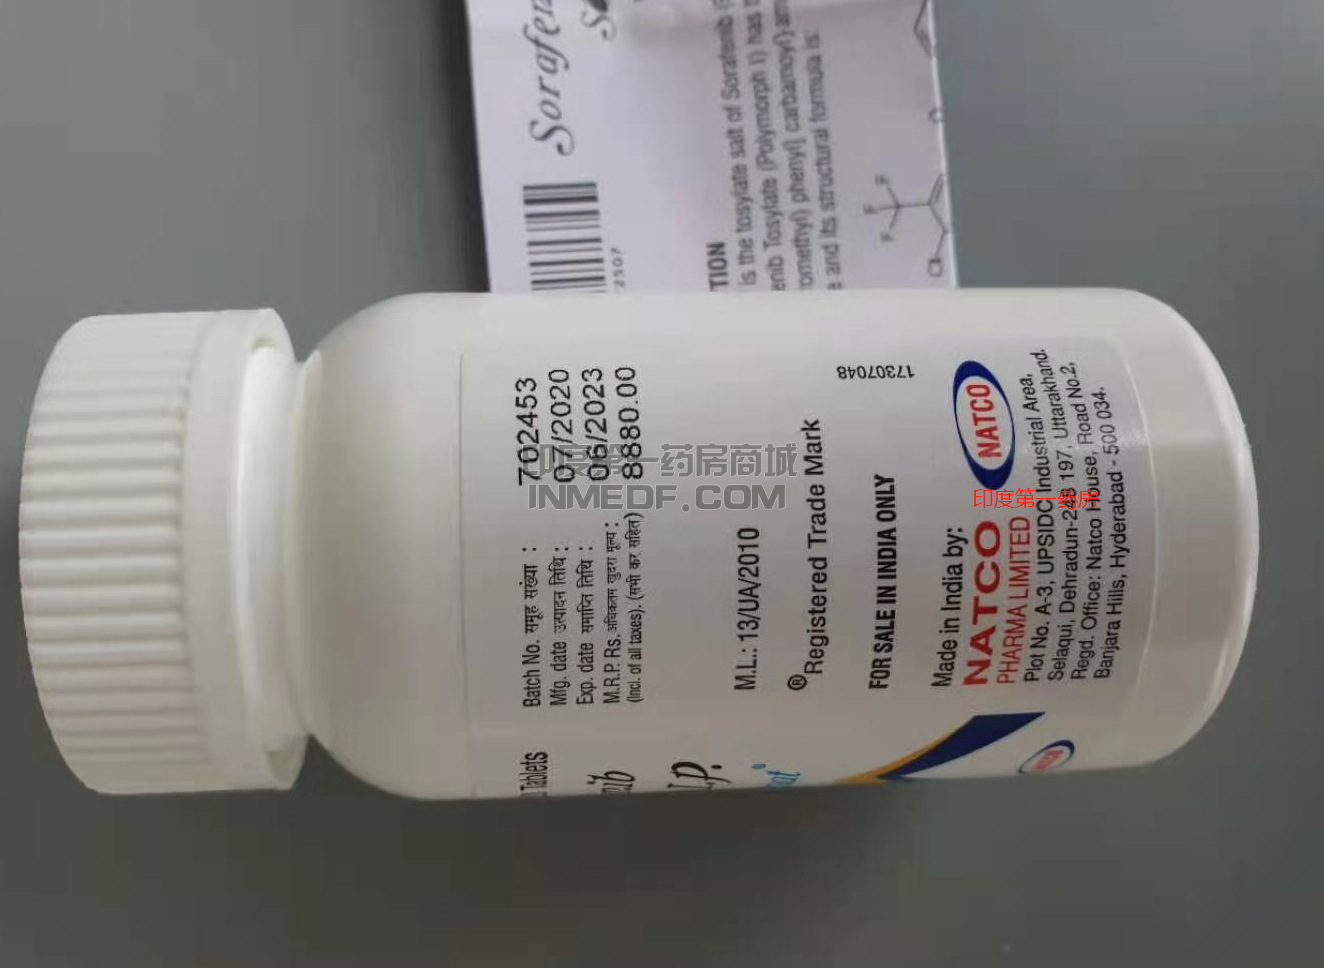 Sorafe
S
TION
is the tosylate salt of Sorafenib (
enib Tosylate (Polymorph I) has
romethyl) phenyl] carbamoyl}
e and its structural formula is:
F
F
F
Cl
O
2507
Batch No. समूह संख्या : 702453
Mfg. date उत्पादन तिथि : 07/2020
Exp. date समाप्ति तिथि : 06/2023
M.R.P. Rs. अधिकतम खुदरा मूल्य : 8880.00
(Incl. of all taxes). (सभी कर सहित)
M.L.: 13/UA/2010
® Registered Trade Mark
17307048
FOR SALE IN INDIA ONLY
Made in India by:
NATCO
NATCO
PHARMA LIMITED
Plot No. A-3, UPSIDC Industrial Area,
Selaqui, Dehradun-248 197, Uttarakhand.
Regd. Office: Natco House, Road No.2,
Banjara Hills, Hyderabad - 500 034.
Tablets
nib
I.P.
at®
印度第一药房商城
INMEDF.COM
印度第一药房